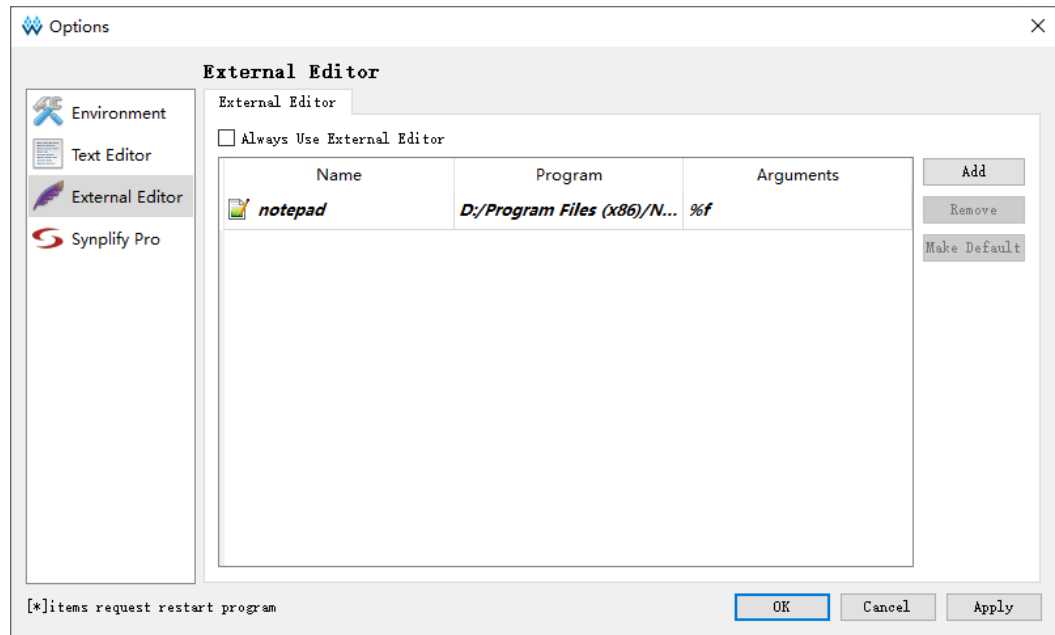 Options
External Editor
Environment
Text Editor
External Editor
Synplify Pro
External Editor
Always Use External Editor
Name Program Arguments
notepad D:/Program Files (x86)/N... %f
Add
Remove
Make Default
[*]items request restart program
OK Cancel Apply